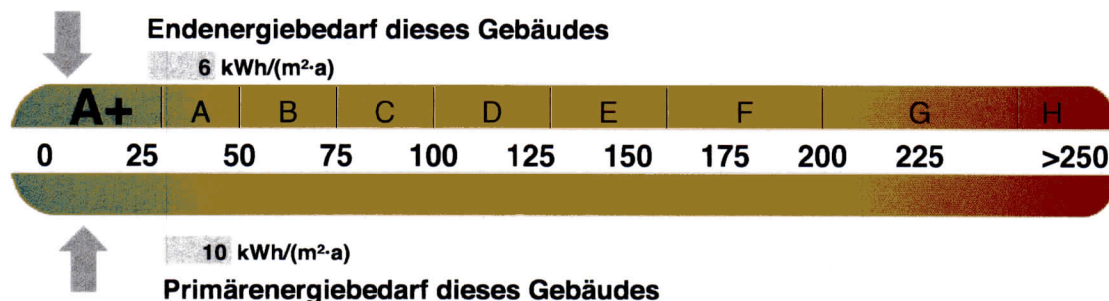 Endenergiebedarf dieses Gebäudes
6 kWh/(m²·a)
A+ A B C D E F G H
0 25 50 75 100 125 150 175 200 225 >250
10 kWh/(m²·a)
Primärenergiebedarf dieses Gebäudes